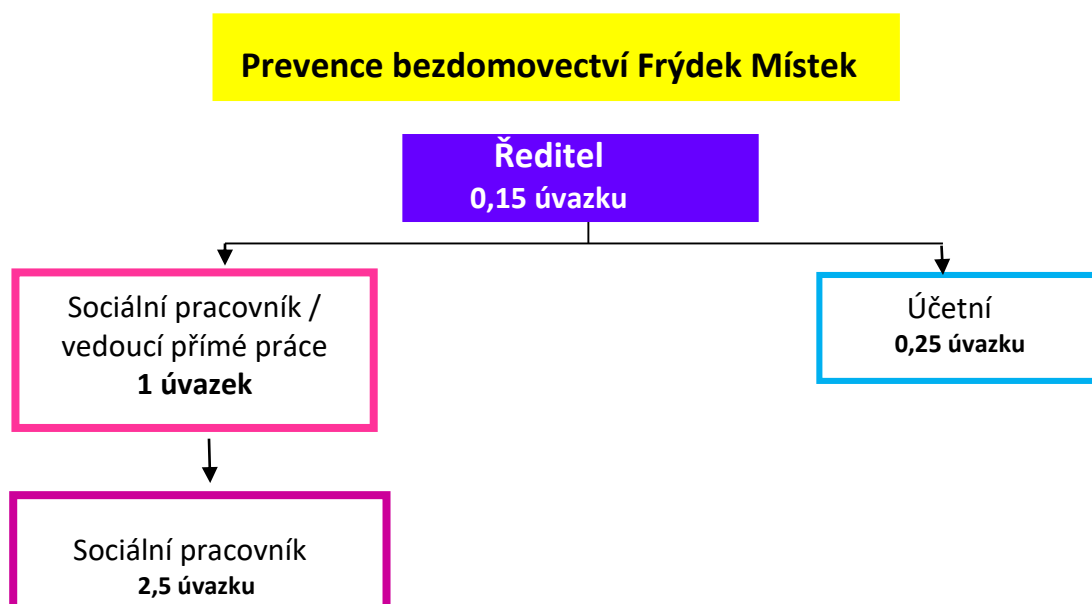 Prevence bezdomovectví Frýdek Místek
Ředitel
0,15 úvazku
Sociální pracovník /
vedoucí přímé práce
1 úvazek
Účetní
0,25 úvazku
Sociální pracovník
2,5 úvazku